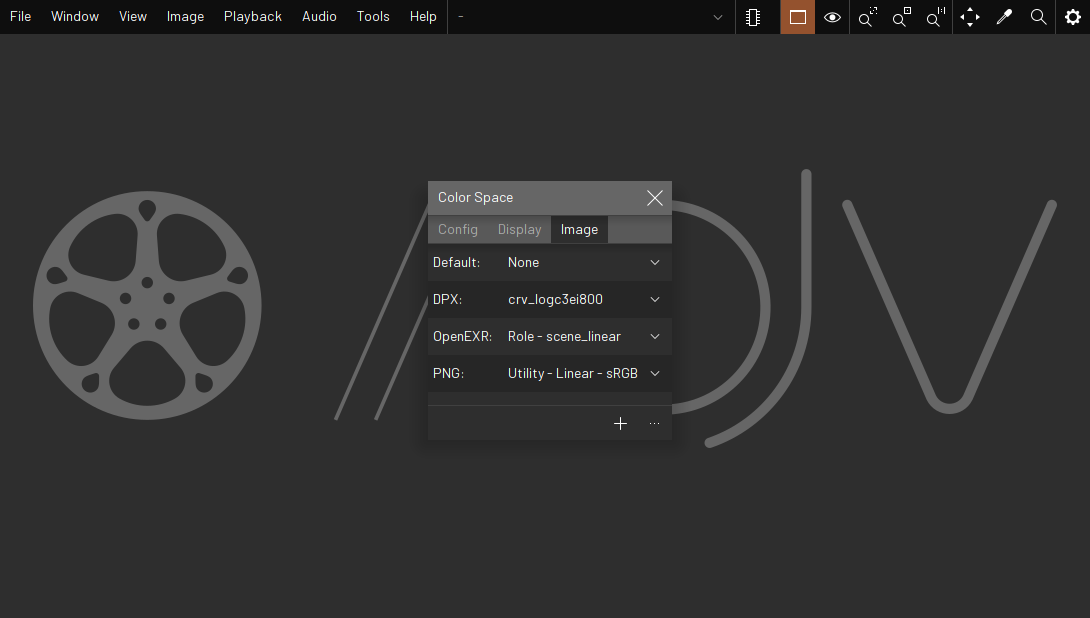 File Window View Image Playback Audio Tools Help -
Color Space
Config Display Image
Default: None
DPX: crv_logc3ei800
OpenEXR: Role - scene_linear
PNG: Utility - Linear - sRGB
...